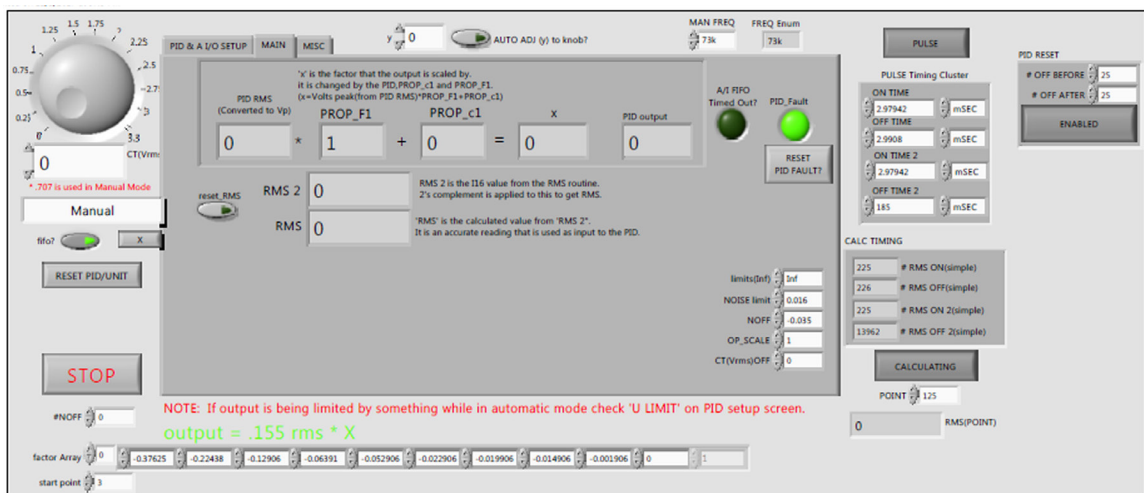 1.25
1.5
1.75
2
2.25
2.5
1
0.75
0.5
0.25
0
3
3.3
0
CT(Vrms
* .707 is used in Manual Mode
Manual
fifo?
X
RESET PID/UNIT
STOP
#NOFF
0
PID & A I/O SETUP
MAIN
MISC
y
0
AUTO ADJ (y) to knob?
MAN FREQ
73k
FREQ Enum
73k
'x' is the factor that the output is scaled by.
it is changed by the PID,PROP_c1 and PROP_F1.
(x=Volts peak(from PID RMS)*PROP_F1+PROP_c1)
PID RMS
(Converted to Vp)
PROP_F1
PROP_c1
x
PID output
0 * 1 + 0 = 0
0
A/I FIFO
Timed Out?
PID_Fault
RESET
PID FAULT?
reset_RMS
RMS 2
0
RMS 2 is the I16 value from the RMS routine.
2's complement is applied to this to get RMS.
RMS
0
'RMS' is the calculated value from 'RMS 2".
It is an accurate reading that is used as input to the PID.
limits(Inf)
Inf
NOISE limit
0.016
NOFF
-0.035
OP_SCALE
1
CT(Vrms)OFF
0
NOTE: If output is being limited by something while in automatic mode check 'U LIMIT' on PID setup screen.
output = .155 rms * X
factor Array
0
-0.37625
-0.22438
-0.12906
-0.06391
-0.052906
-0.022906
-0.019906
-0.014906
-0.001906
0
1
start point
3
PULSE
PULSE Timing Cluster
ON TIME
2.97942
mSEC
OFF TIME
2.9908
mSEC
ON TIME 2
2.97942
mSEC
OFF TIME 2
185
mSEC
CALC TIMING
225
# RMS ON(simple)
226
# RMS OFF(simple)
225
# RMS ON 2(simple)
13962
# RMS OFF 2(simple)
CALCULATING
POINT
125
0
RMS(POINT)
PID RESET
# OFF BEFORE
25
# OFF AFTER
25
ENABLED